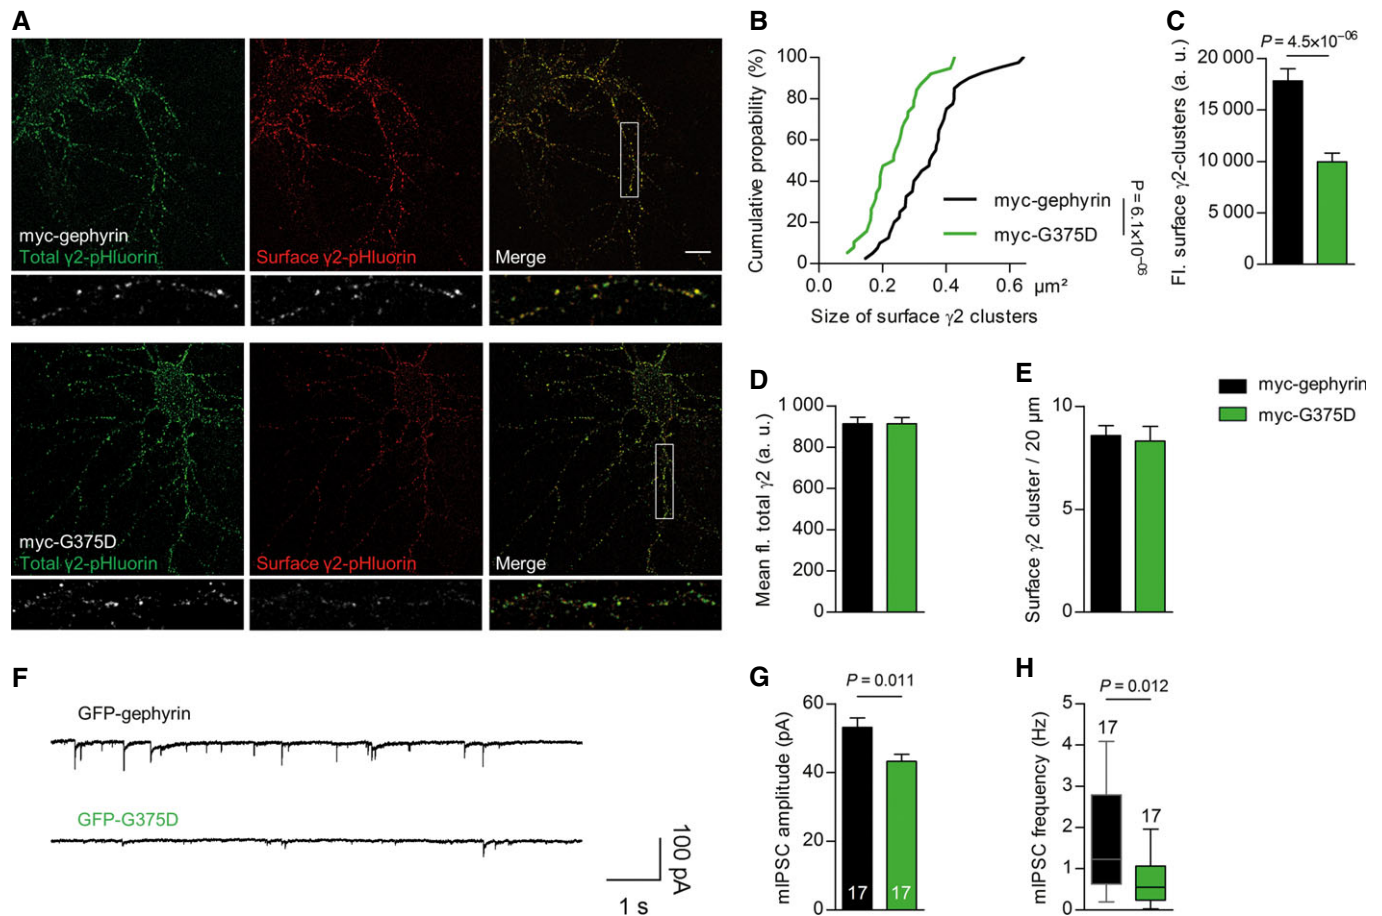 A
myc-gephyrin
Total γ2-pHluorin
Surface γ2-pHluorin
Merge
myc-G375D
Total γ2-pHluorin
Surface γ2-pHluorin
Merge
B
Cumulative propability (%)
100
80
60
40
20
0
0.0
0.2
0.4
0.6
μm²
Size of surface γ2 clusters
myc-gephyrin
myc-G375D
P = 6.1×10⁻⁰⁶
C
P = 4.5×10⁻⁰⁶
Fl. surface γ2-clusters (a. u.)
20 000
15 000
10 000
5 000
0
D
Mean fl. total γ2 (a. u.)
1 000
800
600
400
200
0
E
Surface γ2 cluster / 20 μm
10
5
0
myc-gephyrin
myc-G375D
F
GFP-gephyrin
GFP-G375D
100 pA
1 s
G
P = 0.011
mIPSC amplitude (pA)
60
40
20
0
17
17
H
P = 0.012
mIPSC frequency (Hz)
5
4
3
2
1
0
17
17